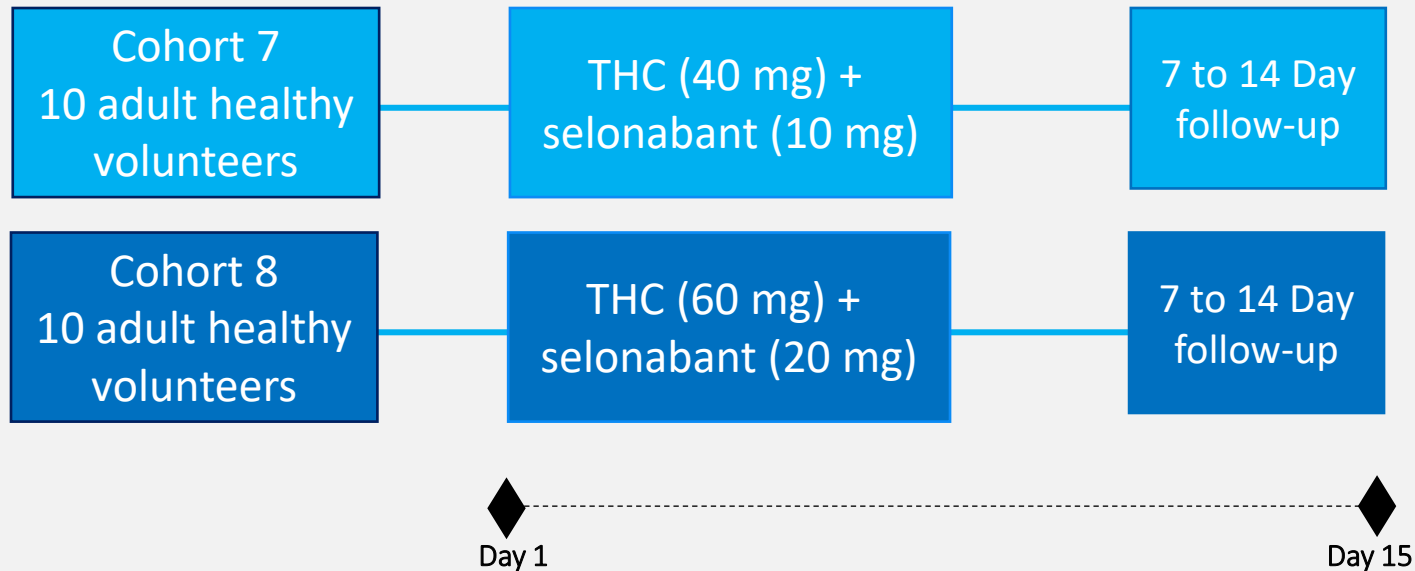 Cohort 7
10 adult healthy
volunteers
THC (40 mg) +
selonabant (10 mg)
7 to 14 Day
follow-up
Cohort 8
10 adult healthy
volunteers
THC (60 mg) +
selonabant (20 mg)
7 to 14 Day
follow-up
Day 1
Day 15